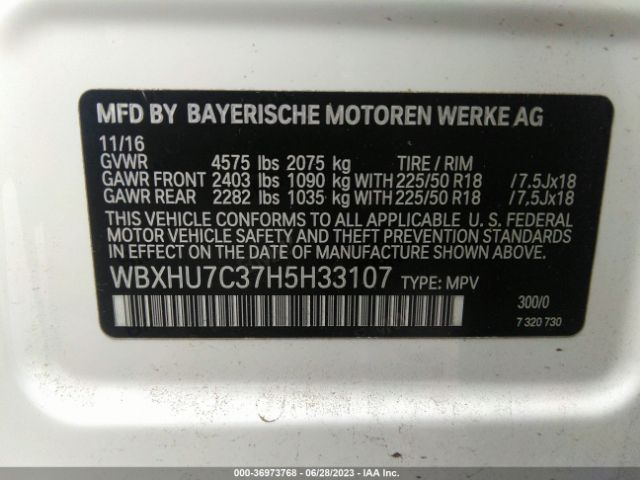 MFD BY BAYERISCHE MOTOREN WERKE AG
11/16
GVWR 4575 lbs 2075 kg TIRE / RIM
GAWR FRONT 2403 lbs 1090 kg WITH 225/50 R18 /7.5Jx18
GAWR REAR 2282 lbs 1035 kg WITH 225/50 R18 /7.5Jx18
THIS VEHICLE CONFORMS TO ALL APPLICABLE U. S. FEDERAL
MOTOR VEHICLE SAFETY AND THEFT PREVENTION STANDARDS
IN EFFECT ON THE DATE OF MANUFACTURE SHOWN ABOVE.
WBXHU7C37H5H33107 TYPE: MPV
300/0
7 320 730
0-36973768 | 06/28/2023 | iaai.com